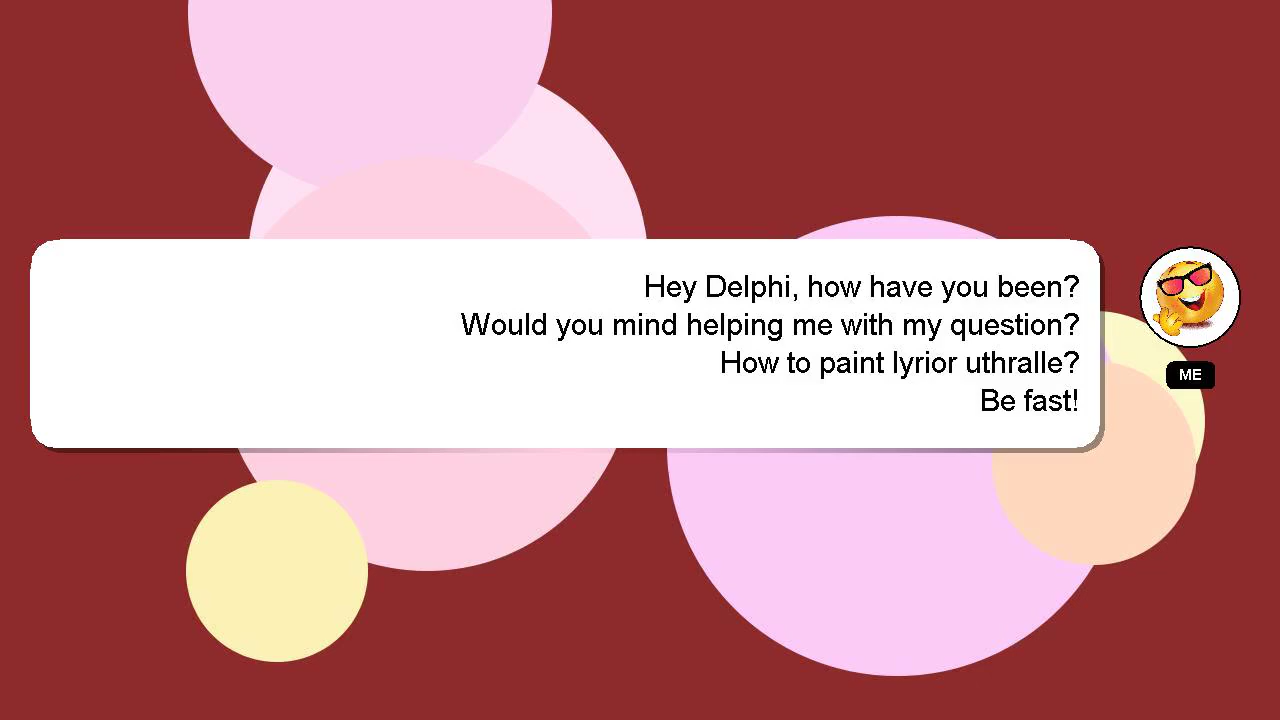 Hey Delphi, how have you been?
Would you mind helping me with my question?
How to paint lyrior uthralle?
Be fast!
ME